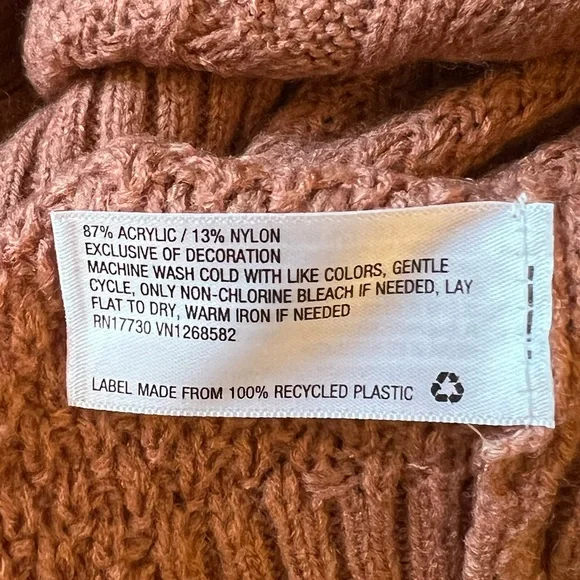 87% ACRYLIC / 13% NYLON
EXCLUSIVE OF DECORATION
MACHINE WASH COLD WITH LIKE COLORS, GENTLE
CYCLE, ONLY NON-CHLORINE BLEACH IF NEEDED, LAY
FLAT TO DRY, WARM IRON IF NEEDED
RN17730 VN1268582
LABEL MADE FROM 100% RECYCLED PLASTIC